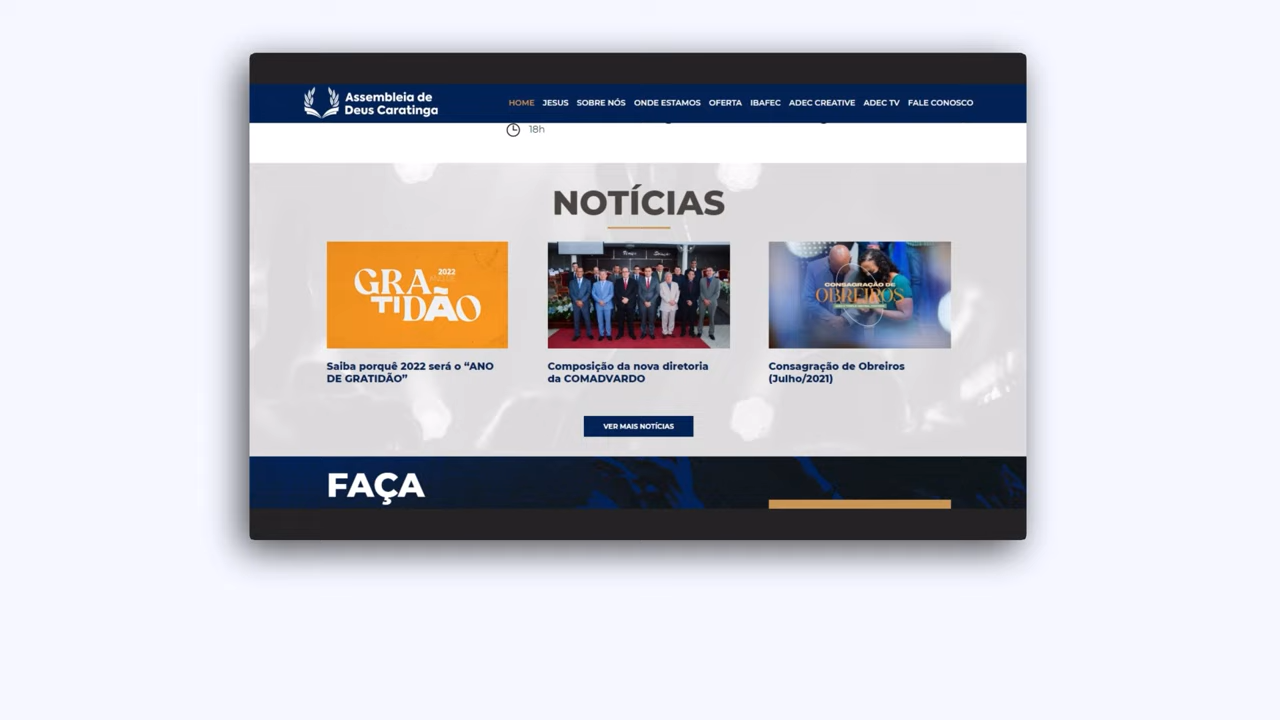 Assembleia de
Deus Caratinga
HOME JESUS SOBRE NÓS ONDE ESTAMOS OFERTA IBAFEC ADEC CREATIVE ADEC TV FALE CONOSCO
18h
NOTÍCIAS
2022
GRA
TIDÃO
CONSAGRAÇÃO DE
OBREIROS
Saiba porquê 2022 será o “ANO
DE GRATIDÃO”
Composição da nova diretoria
da COMADVARDO
Consagração de Obreiros
(Julho/2021)
VER MAIS NOTÍCIAS
FAÇA